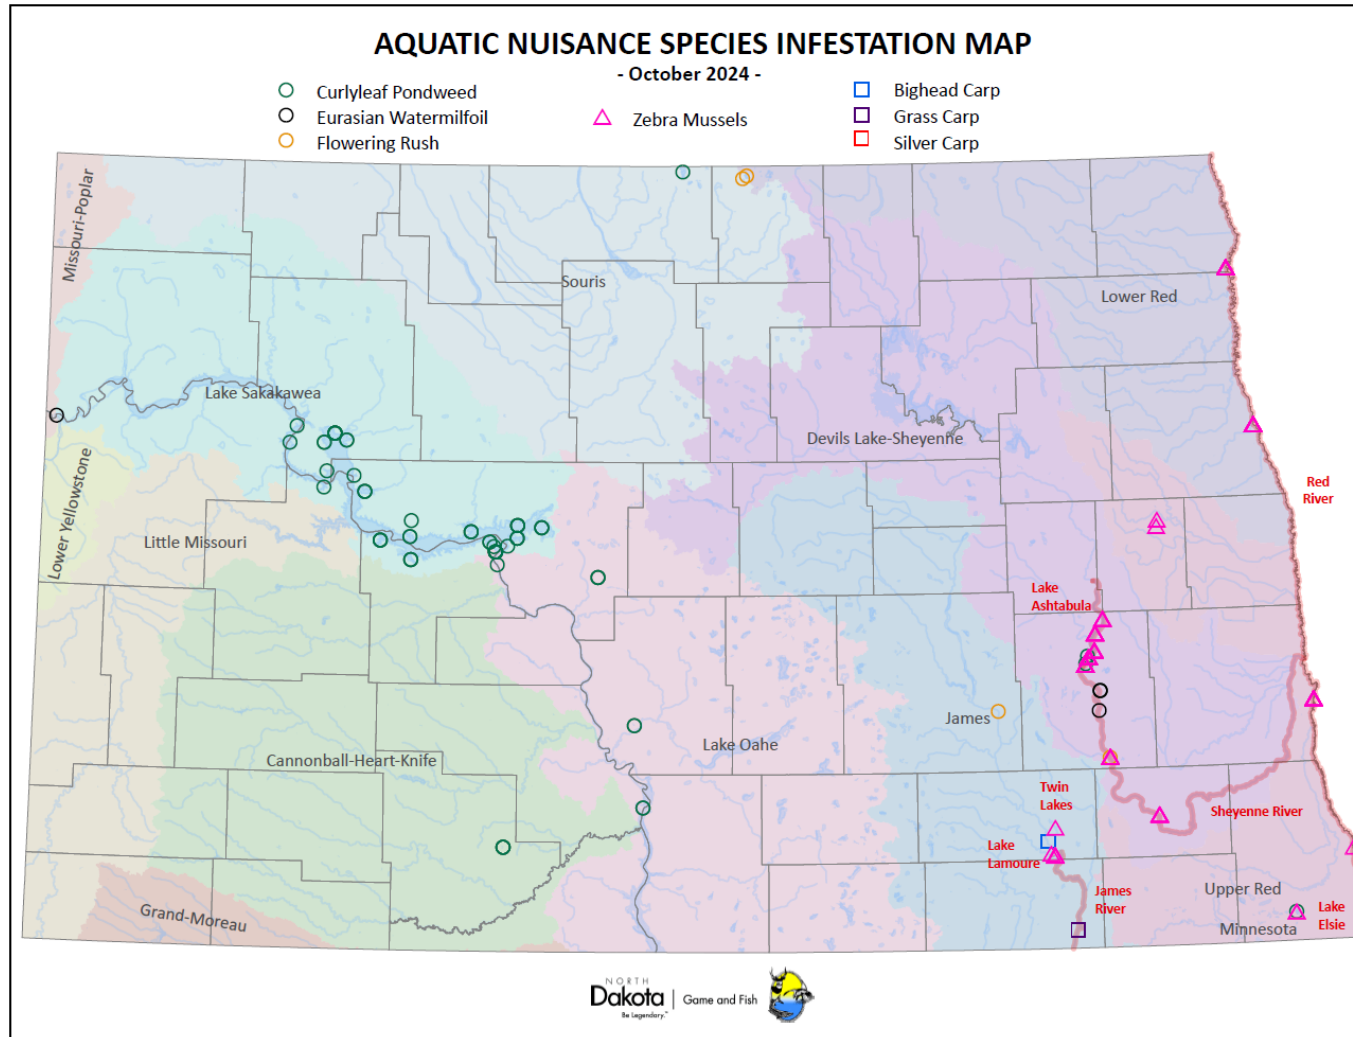 AQUATIC NUISANCE SPECIES INFESTATION MAP
- October 2024 -
Curlyleaf Pondweed
Eurasian Watermilfoil
Flowering Rush
Zebra Mussels
Bighead Carp
Grass Carp
Silver Carp
Missouri-Poplar
Souris
Lower Red
Lake Sakakawea
Devils Lake-Sheyenne
Lower Yellowstone
Little Missouri
Red
River
Lake
Ashtabula
James
Lake Oahe
Cannonball-Heart-Knife
Twin
Lakes
Sheyenne River
Lake
Lamoure
James
River
Upper Red
Lake
Elsie
Minnesota
Grand-Moreau
NORTH
Dakota
Be Legendary.™
Game and Fish